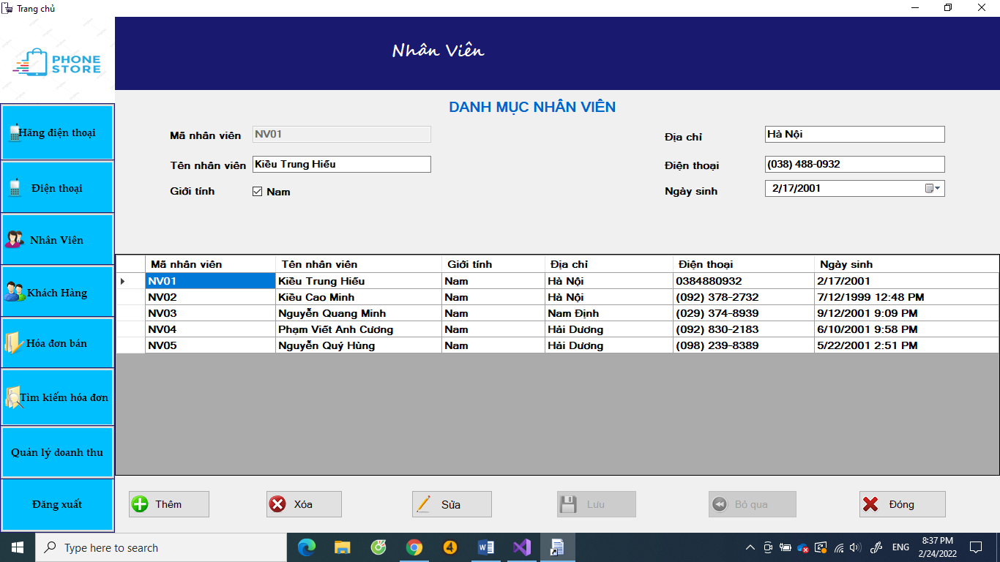 Trang chủ
PHONE
STORE
Nhân Viên
DANH MỤC NHÂN VIÊN
Mã nhân viên NV01
Địa chỉ Hà Nội
Tên nhân viên Kiều Trung Hiếu
Điện thoại (038) 488-0932
Giới tính Nam
Ngày sinh 2/17/2001
Hãng điện thoại
Điện thoại
Nhân Viên
Khách Hàng
Hóa đơn bán
Tìm kiếm hóa đơn
Quản lý doanh thu
Đăng xuất
Mã nhân viên Tên nhân viên Giới tính Địa chỉ Điện thoại Ngày sinh
NV01 Kiều Trung Hiếu Nam Hà Nội 0384880932 2/17/2001
NV02 Kiều Cao Minh Nam Hà Nội (092) 378-2732 7/12/1999 12:48 PM
NV03 Nguyễn Quang Minh Nam Nam Định (029) 374-8939 9/12/2001 9:09 PM
NV04 Phạm Viết Anh Cương Nam Hải Dương (092) 830-2183 6/10/2001 9:58 PM
NV05 Nguyễn Quý Hùng Nam Hải Dương (098) 239-8389 5/22/2001 2:51 PM
Thêm Xóa Sửa Lưu Bỏ qua Đóng
Type here to search
4
ENG
8:37 PM
2/24/2022